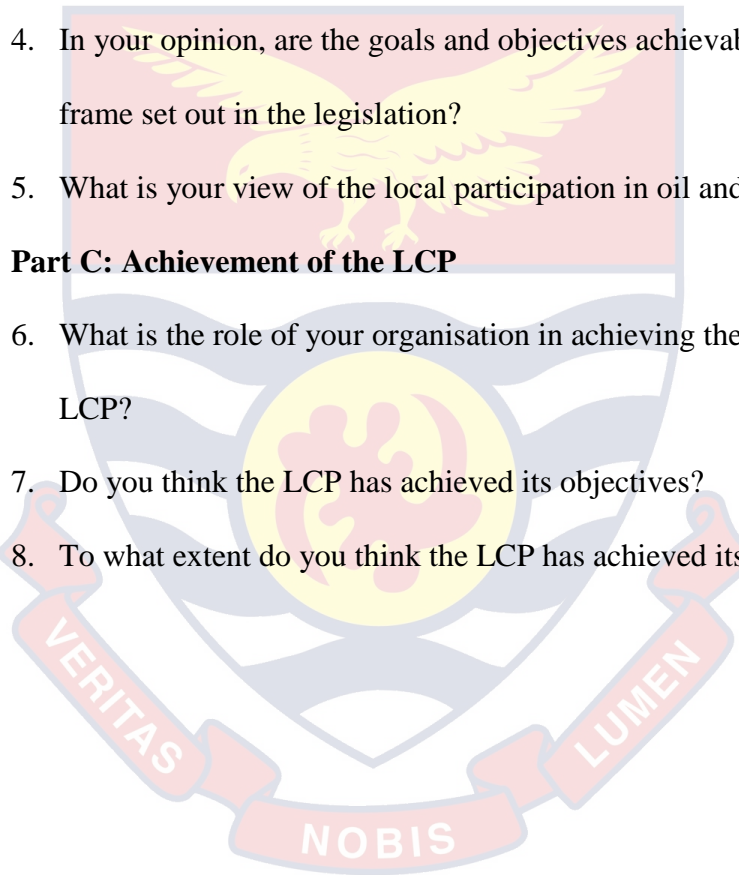 4. In your opinion, are the goals and objectives
frame set out in the legislation?
5. What is your view of the local participation in oil and
Part C: Achievement of the LCP
6. What is the role of your organisation in achieving the
LCP?
7. Do you think the LCP has achieved its objectives?
8. To what extent do you think the LCP has achieved its
VERITAS
NOBIS
LUMEN